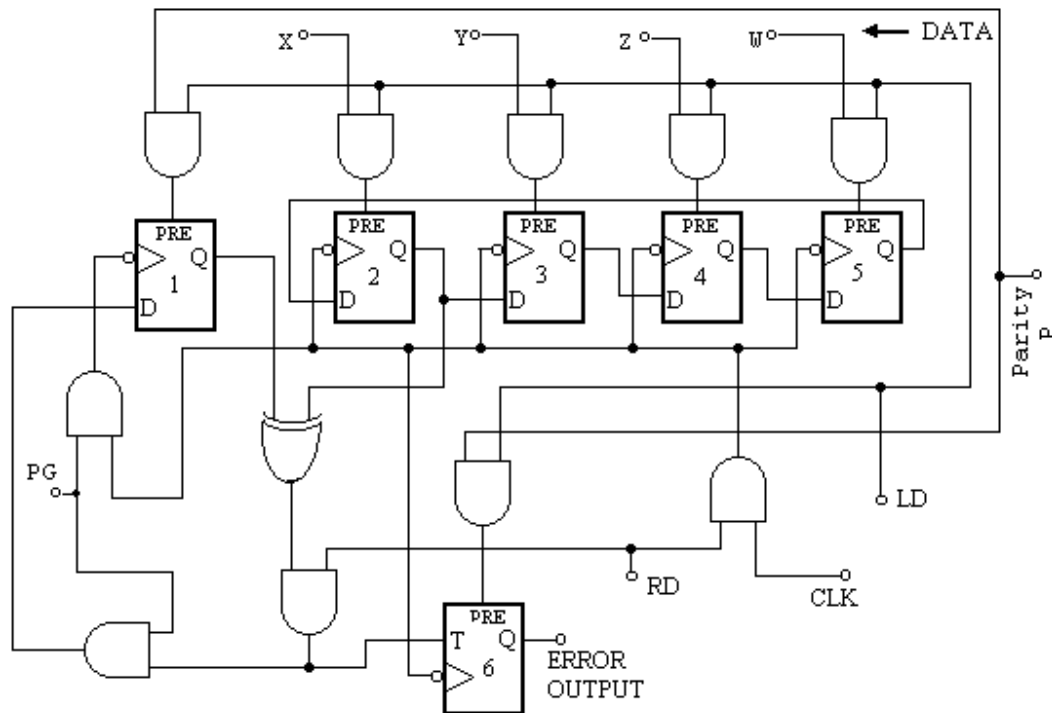 X Y Z W DATA
PRE PRE PRE PRE PRE
Q Q Q Q Q
1 2 3 4 5
D D D D D
Parity P
PG
LD
RD
CLK
PRE
T Q
6
ERROR
OUTPUT